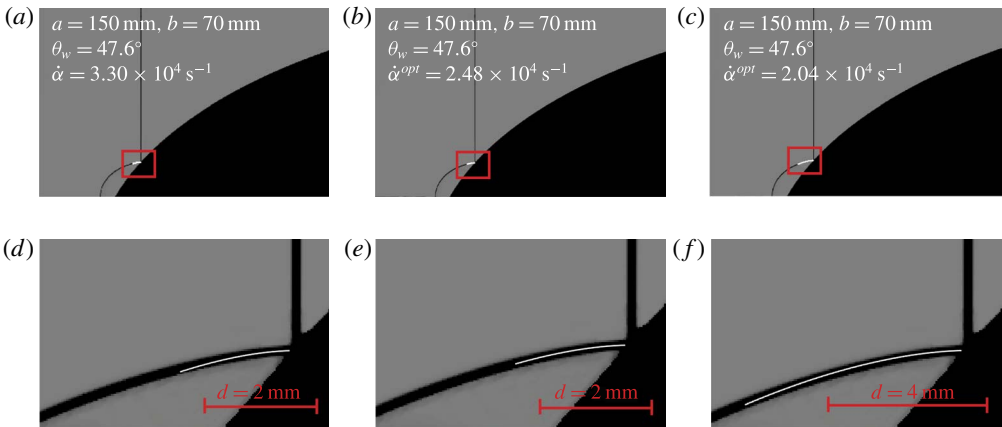 (a)
a = 150 mm, b = 70 mm
θw = 47.6°
α̇ = 3.30 × 10⁴ s⁻¹
(b)
a = 150 mm, b = 70 mm
θw = 47.6°
α̇ᵒᵖᵗ = 2.48 × 10⁴ s⁻¹
(c)
a = 150 mm, b = 70 mm
θw = 47.6°
α̇ᵒᵖᵗ = 2.04 × 10⁴ s⁻¹
(d)
d = 2 mm
(e)
d = 2 mm
(f)
d = 4 mm